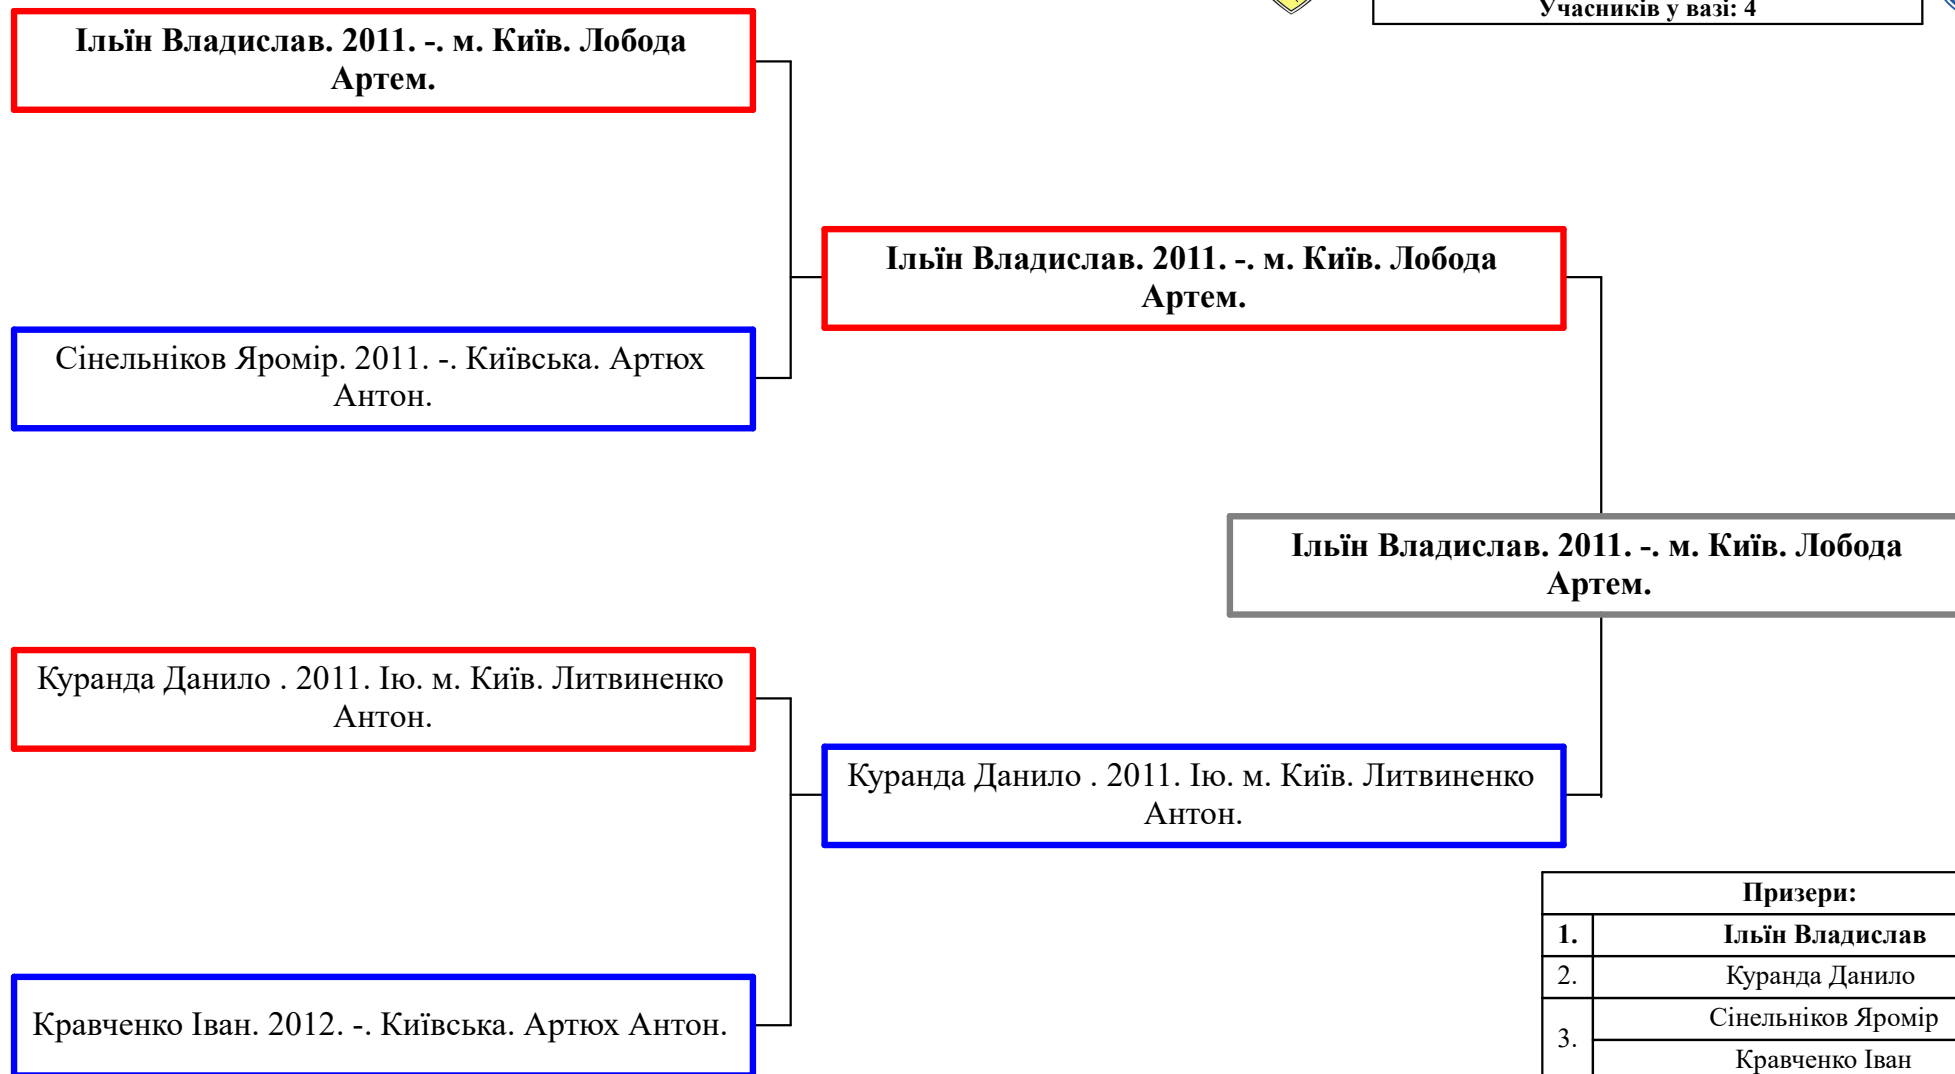 Учасників у вазі: 4
Ільїн Владислав. 2011. -. м. Київ. Лобода
Артем.
Ільїн Владислав. 2011. -. м. Київ. Лобода
Артем.
Сінельніков Яромір. 2011. -. Київська. Артюх
Антон.
Ільїн Владислав. 2011. -. м. Київ. Лобода
Артем.
Куранда Данило . 2011. Ію. м. Київ. Литвиненко
Антон.
Куранда Данило . 2011. Ію. м. Київ. Литвиненко
Антон.
Кравченко Іван. 2012. -. Київська. Артюх Антон.
Призери:
1. Ільїн Владислав
2. Куранда Данило
3. Сінельніков Яромір
Кравченко Іван